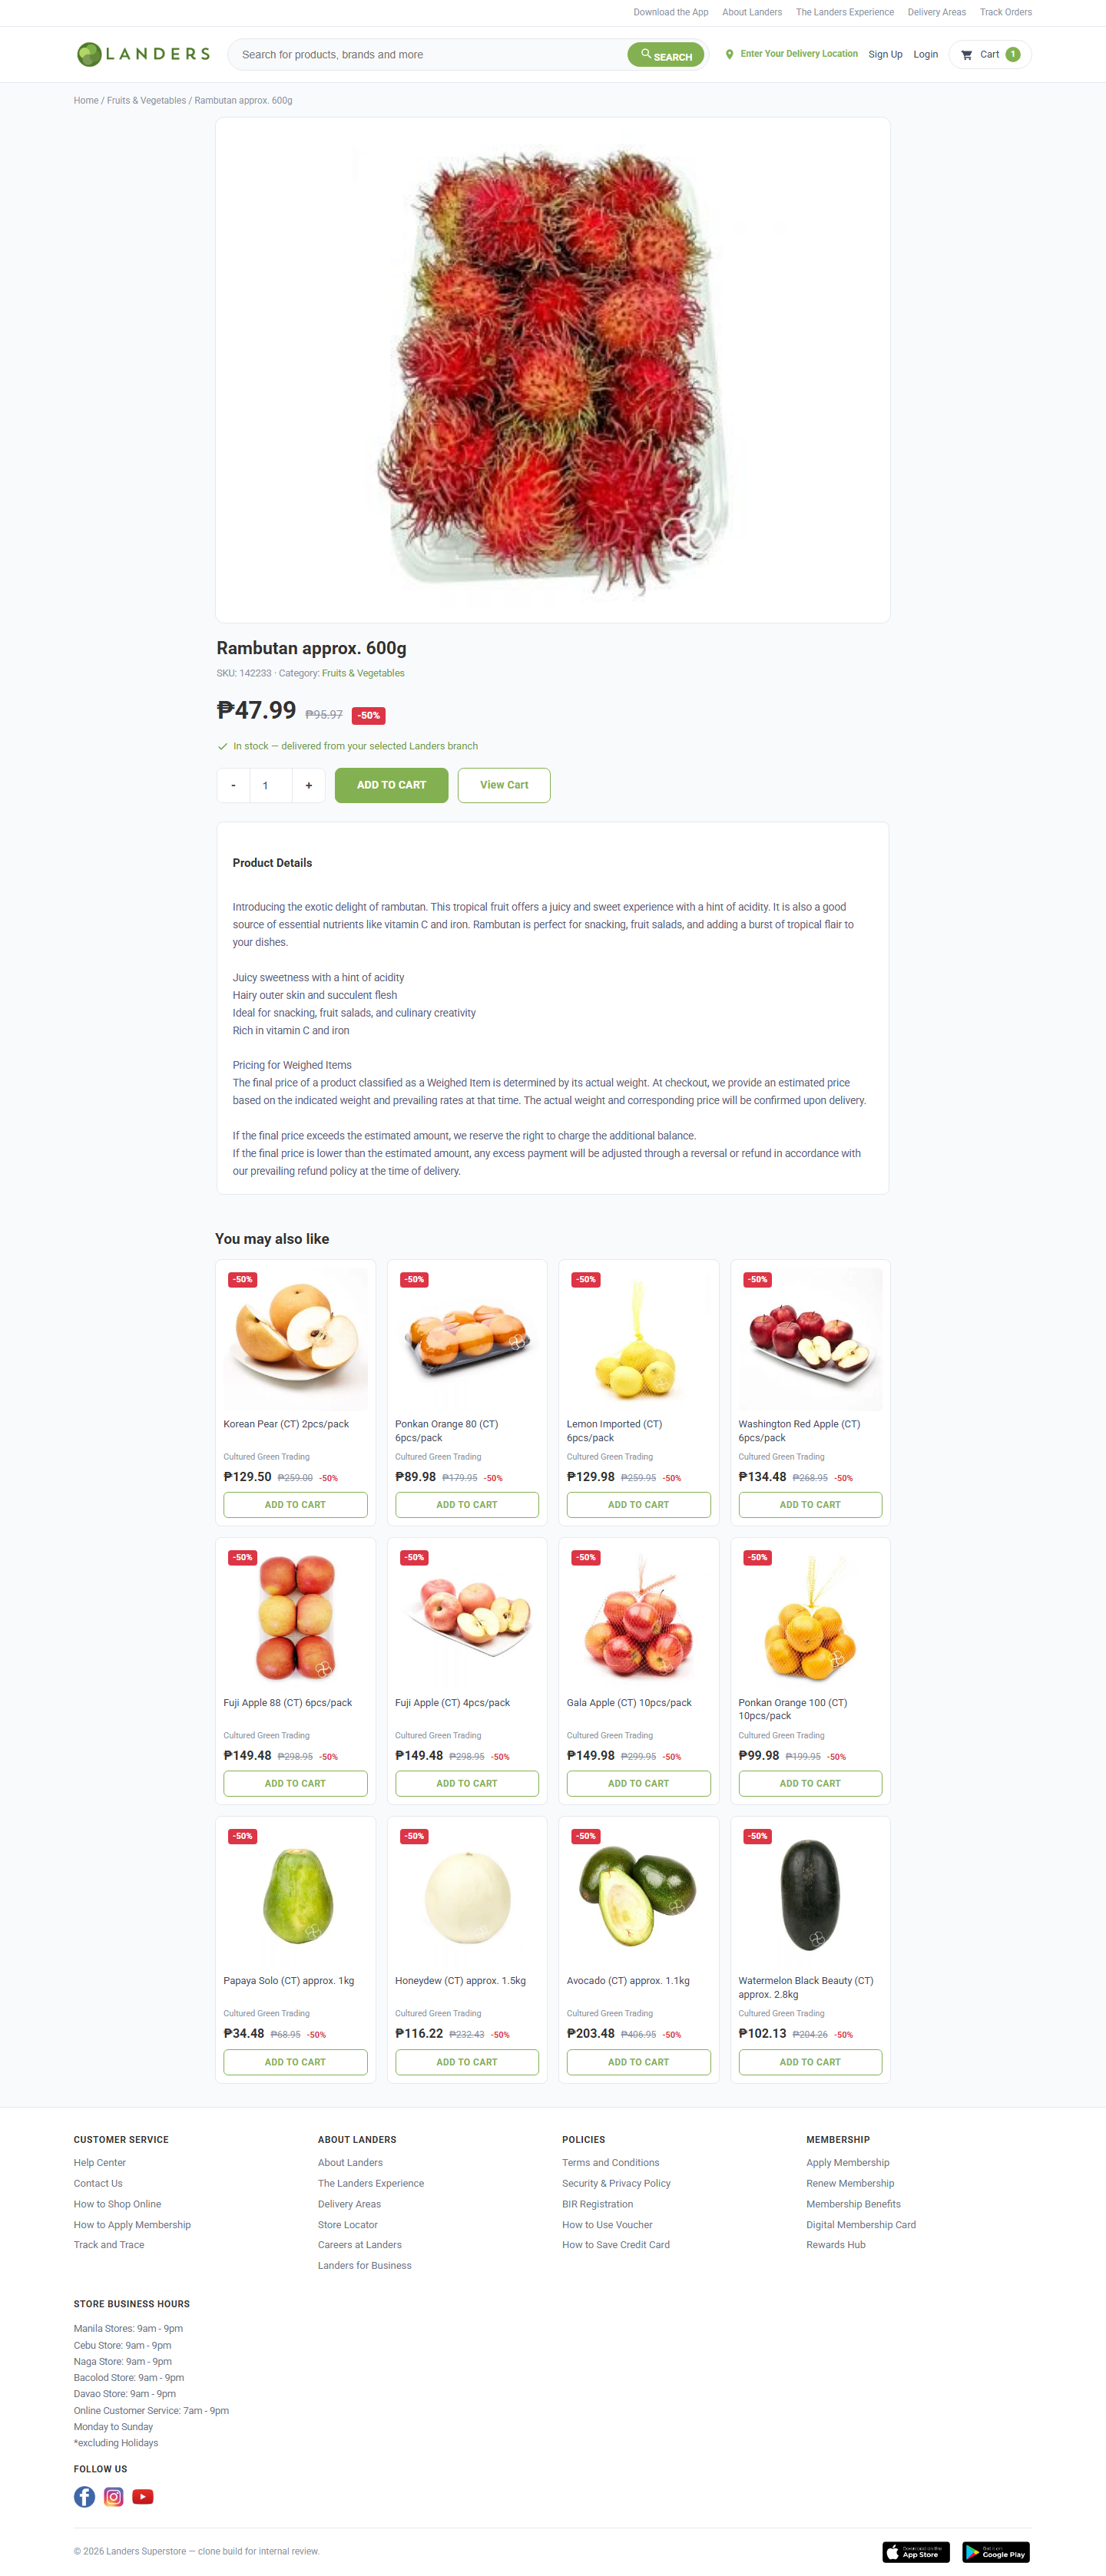 Download the App About Landers The Landers Experience Delivery Areas Track Orders
LANDERS Search for products, brands and more SEARCH Enter Your Delivery Location Sign Up Login Cart 1
Home / Fruits & Vegetables / Rambutan approx. 600g
Rambutan approx. 600g
SKU: 142233 · Category: Fruits & Vegetables
₱47.99 ₱95.97 -50%
In stock — delivered from your selected Landers branch
- 1 + ADD TO CART View Cart
Product Details
Introducing the exotic delight of rambutan. This tropical fruit offers a juicy and sweet experience with a hint of acidity. It is also a good
source of essential nutrients like vitamin C and iron. Rambutan is perfect for snacking, fruit salads, and adding a burst of tropical flair to
your dishes.
Juicy sweetness with a hint of acidity
Hairy outer skin and succulent flesh
Ideal for snacking, fruit salads, and culinary creativity
Rich in vitamin C and iron
Pricing for Weighed Items
The final price of a product classified as a Weighed Item is determined by its actual weight. At checkout, we provide an estimated price
based on the indicated weight and prevailing rates at that time. The actual weight and corresponding price will be confirmed upon delivery.
If the final price exceeds the estimated amount, we reserve the right to charge the additional balance.
If the final price is lower than the estimated amount, any excess payment will be adjusted through a reversal or refund in accordance with
our prevailing refund policy at the time of delivery.
You may also like
-50% -50% -50% -50%
Korean Pear (CT) 2pcs/pack Ponkan Orange 80 (CT) Lemon Imported (CT) Washington Red Apple (CT)
6pcs/pack 6pcs/pack 6pcs/pack
Cultured Green Trading Cultured Green Trading Cultured Green Trading Cultured Green Trading
₱129.50 ₱259.00 -50% ₱89.98 ₱179.95 -50% ₱129.98 ₱259.95 -50% ₱134.48 ₱268.95 -50%
ADD TO CART ADD TO CART ADD TO CART ADD TO CART
-50% -50% -50% -50%
Fuji Apple 88 (CT) 6pcs/pack Fuji Apple (CT) 4pcs/pack Gala Apple (CT) 10pcs/pack Ponkan Orange 100 (CT)
10pcs/pack
Cultured Green Trading Cultured Green Trading Cultured Green Trading Cultured Green Trading
₱149.48 ₱298.95 -50% ₱149.48 ₱298.95 -50% ₱149.98 ₱299.95 -50% ₱99.98 ₱199.95 -50%
ADD TO CART ADD TO CART ADD TO CART ADD TO CART
-50% -50% -50% -50%
Papaya Solo (CT) approx. 1kg Honeydew (CT) approx. 1.5kg Avocado (CT) approx. 1.1kg Watermelon Black Beauty (CT)
approx. 2.8kg
Cultured Green Trading Cultured Green Trading Cultured Green Trading Cultured Green Trading
₱34.48 ₱68.95 -50% ₱116.22 ₱232.43 -50% ₱203.48 ₱406.95 -50% ₱102.13 ₱204.26 -50%
ADD TO CART ADD TO CART ADD TO CART ADD TO CART
CUSTOMER SERVICE ABOUT LANDERS POLICIES MEMBERSHIP
Help Center About Landers Terms and Conditions Apply Membership
Contact Us The Landers Experience Security & Privacy Policy Renew Membership
How to Shop Online Delivery Areas BIR Registration Membership Benefits
How to Apply Membership Store Locator How to Use Voucher Digital Membership Card
Track and Trace Careers at Landers How to Save Credit Card Rewards Hub
Landers for Business
STORE BUSINESS HOURS
Manila Stores: 9am - 9pm
Cebu Store: 9am - 9pm
Naga Store: 9am - 9pm
Bacolod Store: 9am - 9pm
Davao Store: 9am - 9pm
Online Customer Service: 7am - 9pm
Monday to Sunday
*excluding Holidays
FOLLOW US
© 2026 Landers Superstore — clone build for internal review.
App Store Google Play